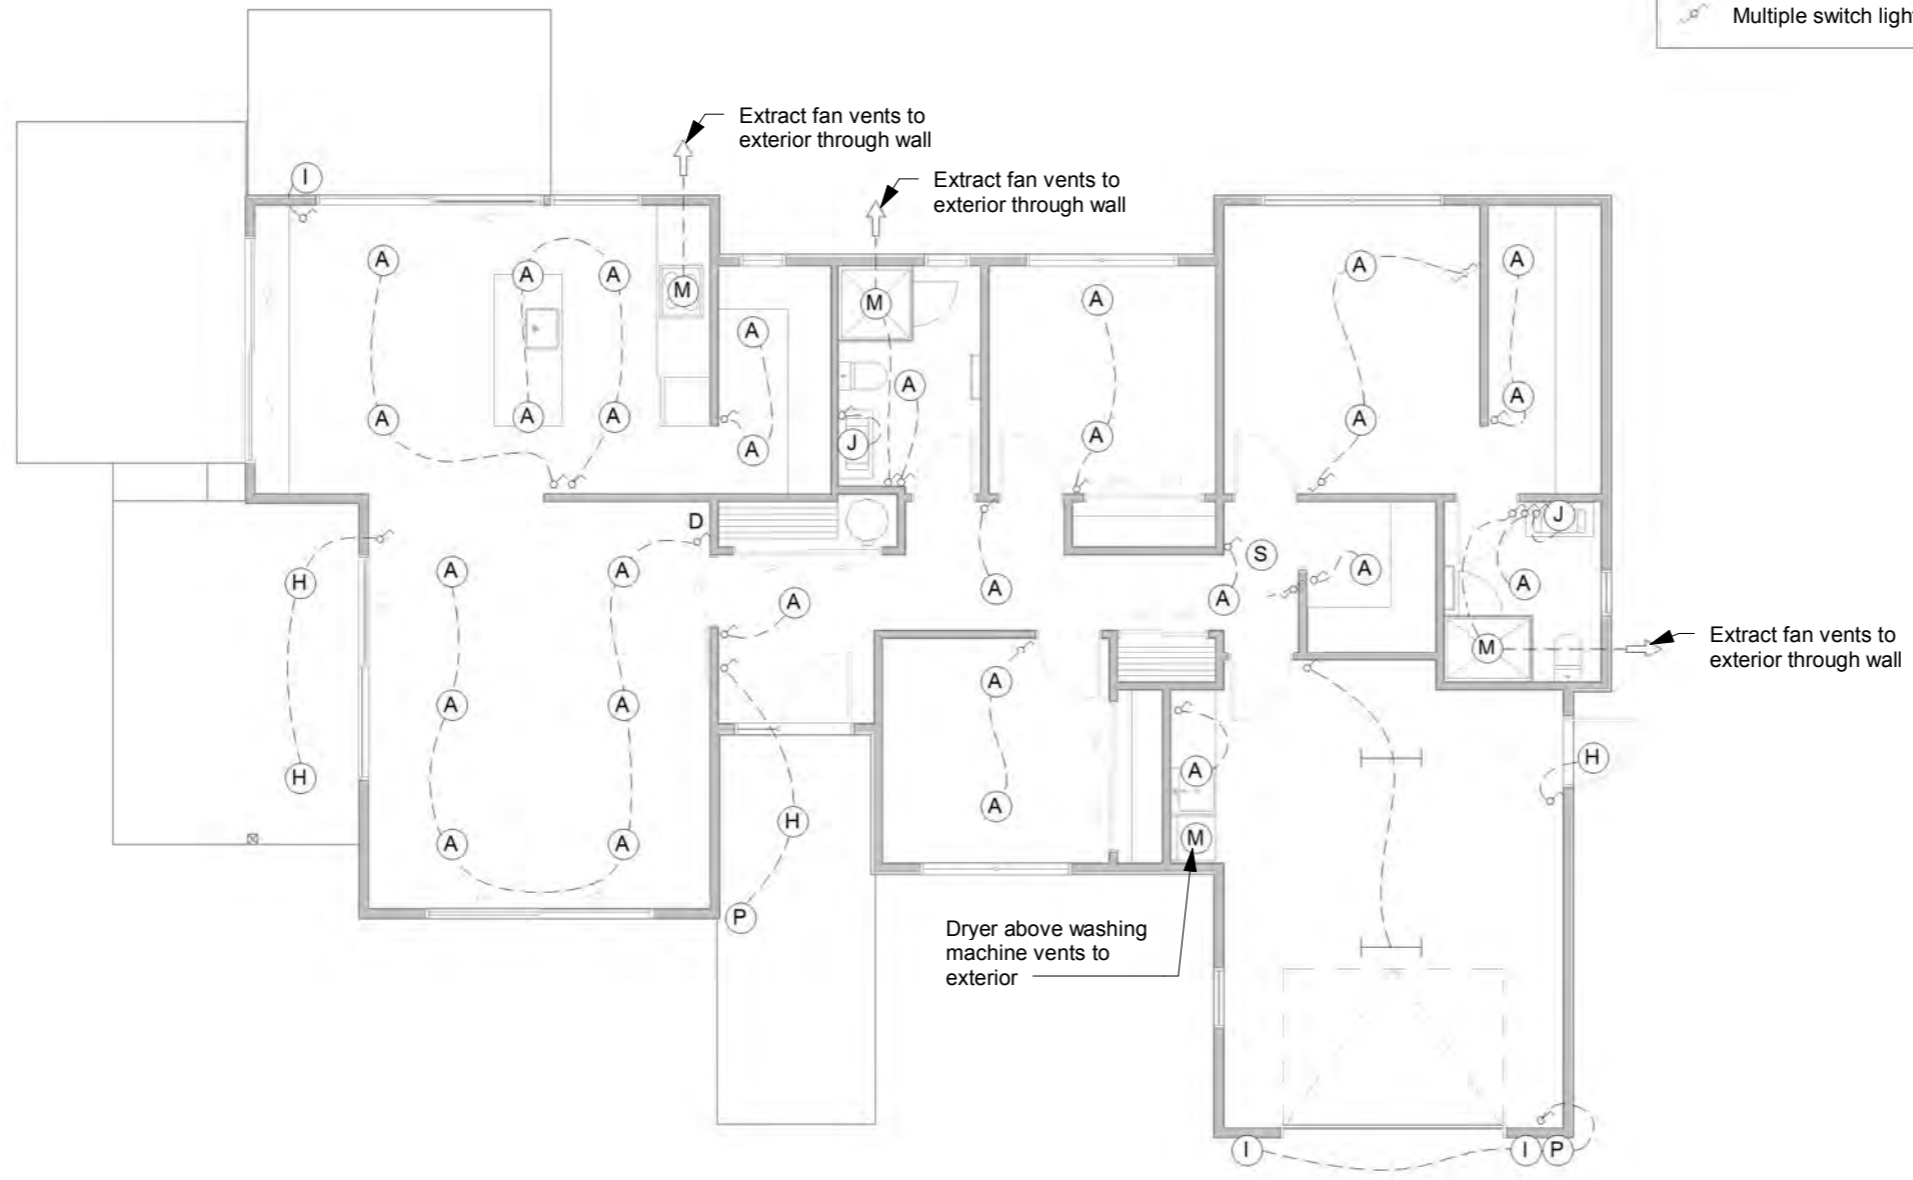 Multiple switch ligh
Extract fan vents to
exterior through wall
Extract fan vents to
exterior through wall
I
A
A
A
M
A
A
A
A
M
A
A
A
A
A
J
A
A
A
A
A
A
D
J
H
A
A
A
A
A
S
A
A
A
M
Extract fan vents to
exterior through wall
A
A
A
H
A
H
A
H
A
A
A
M
P
Dryer above washing
machine vents to
exterior
I
I
P